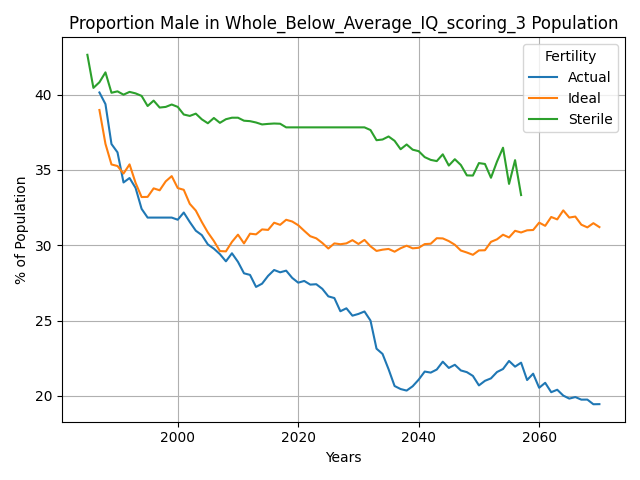 Proportion Male in Whole_Below_Average_IQ_scoring_3 Population
Fertility
Actual
Ideal
Sterile
% of Population
40
35
30
25
20
2000
2020
2040
2060
Years